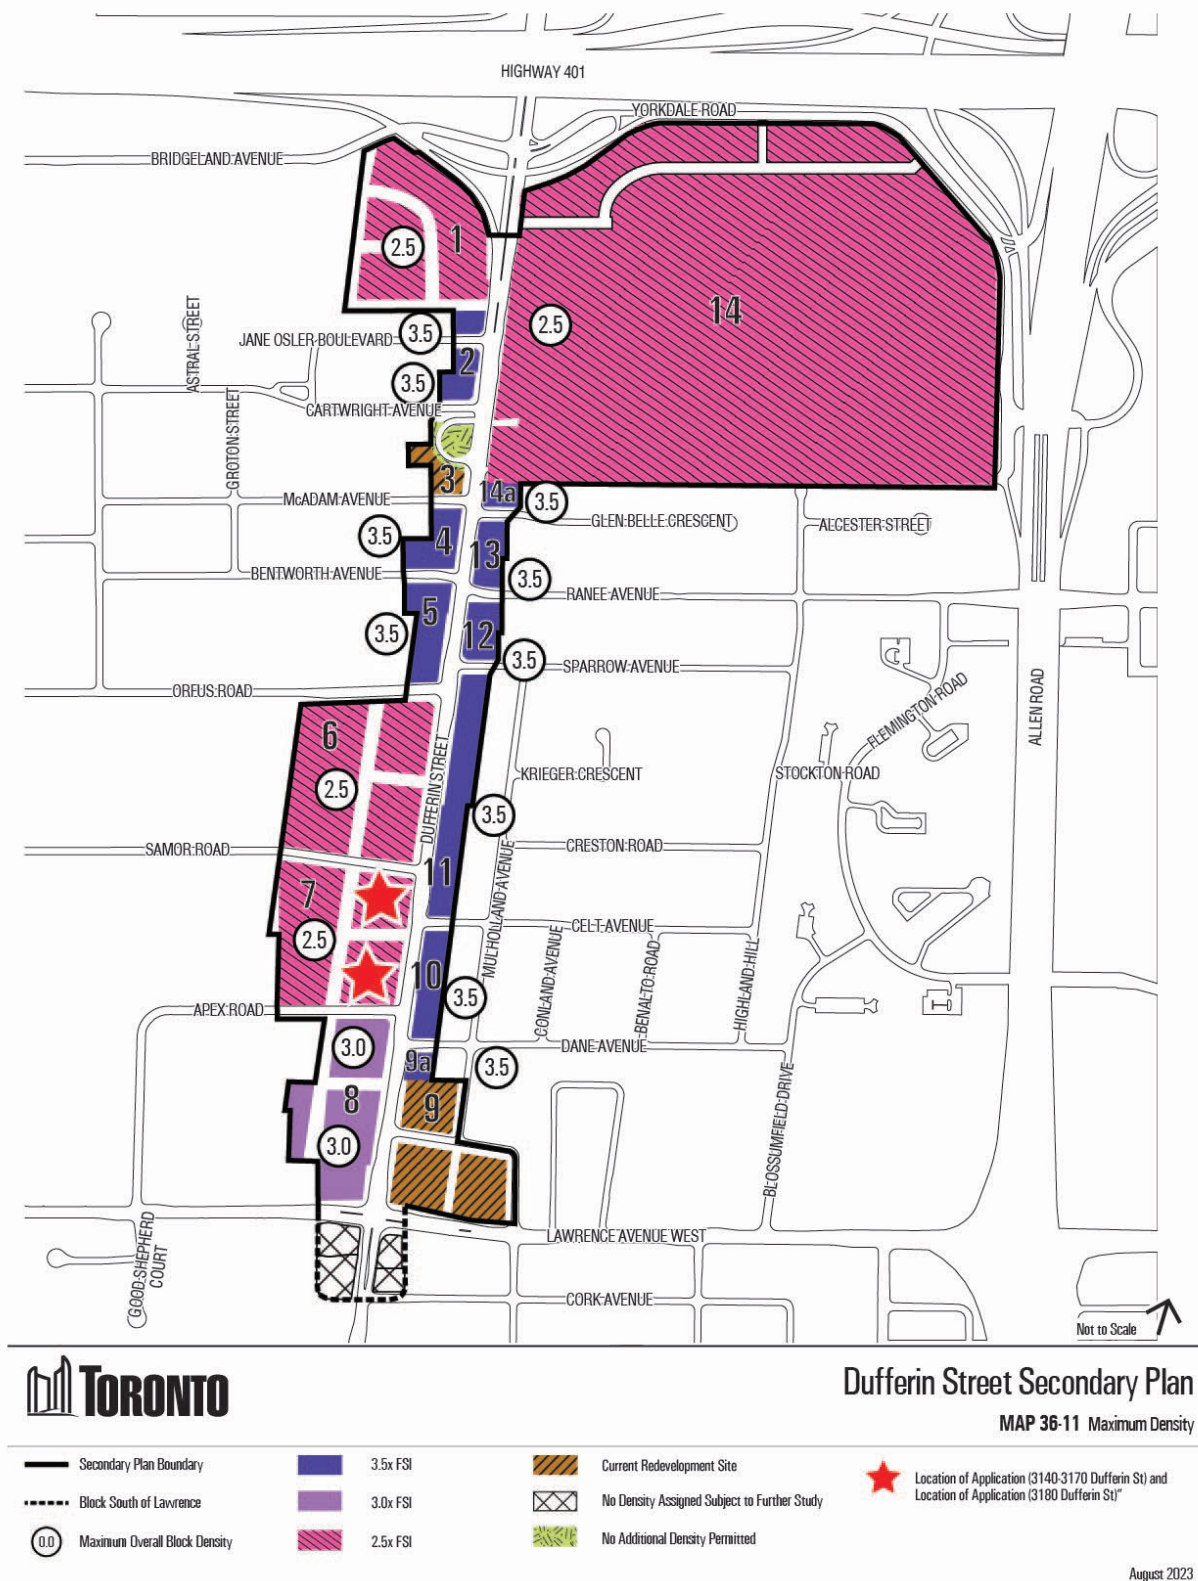 HIGHWAY 401
YORKDALE ROAD
BRIDGELAND AVENUE
1
2.5
14
2.5
ASTRAL STREET
JANE OSLER BOULEVARD
3.5
2
3.5
CARTWRIGHT AVENUE
GROTON STREET
3
14a
3.5
McADAM AVENUE
GLEN BELLE CRESCENT
ALCESTER STREET
3.5
4
13
BENTWORTH AVENUE
3.5
RANEE AVENUE
5
12
3.5
3.5
SPARROW AVENUE
ORFUS ROAD
FLEMINGTON ROAD
ALLEN ROAD
6
DUFFERIN STREET
KRIEGER CRESCENT
STOCKTON ROAD
2.5
3.5
SAMOR ROAD
CRESTON ROAD
11
7
MULHOLLAND AVENUE
CELT AVENUE
2.5
10
3.5
CONLAND AVENUE
BENALTO ROAD
HIGHLAND HILL
APEX ROAD
3.0
9a
DANE AVENUE
3.5
8
9
BLOSSUMFIELD DRIVE
3.0
LAWRENCE AVENUE WEST
GOOD SHEPHERD
COURT
CORK AVENUE
Not to Scale
TORONTO
Dufferin Street Secondary Plan
MAP 36-11 Maximum Density
Secondary Plan Boundary
3.5x FSI
Current Redevelopment Site
Location of Application (3140-3170 Dufferin St) and
Location of Application (3180 Dufferin St)"
Block South of Lawrence
3.0x FSI
No Density Assigned Subject to Further Study
0.0
Maximum Overall Block Density
2.5x FSI
No Additional Density Permitted
August 2023